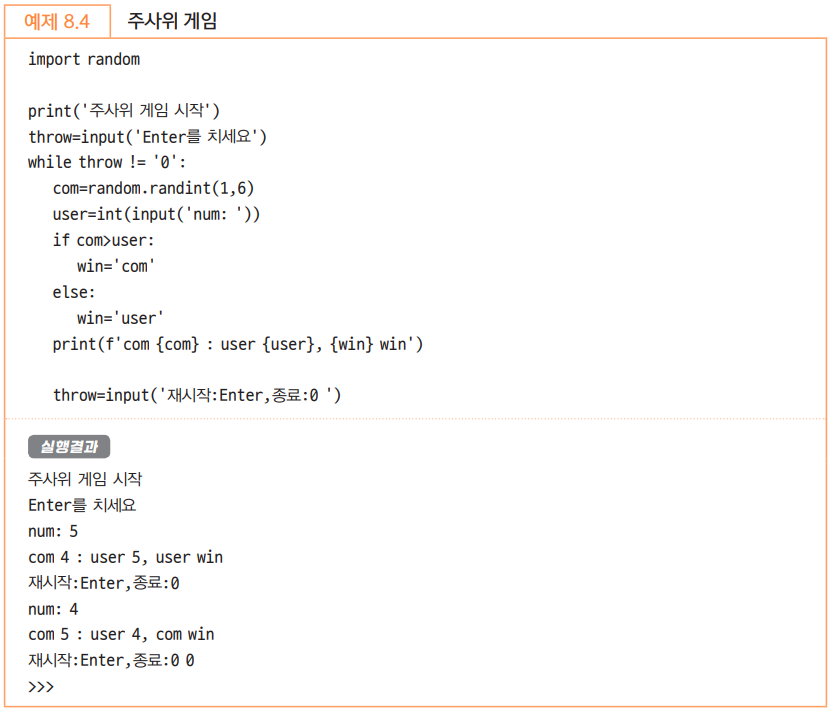 예제 8.4 주사위 게임
import random
print('주사위 게임 시작')
throw=input('Enter를 치세요')
while throw != '0':
    com=random.randint(1,6)
    user=int(input('num: '))
    if com>user:
        win='com'
    else:
        win='user'
    print(f'com {com} : user {user}, {win} win')
    throw=input('재시작:Enter,종료:0 ')
실행결과
주사위 게임 시작
Enter를 치세요
num: 5
com 4 : user 5, user win
재시작:Enter,종료:0
num: 4
com 5 : user 4, com win
재시작:Enter,종료:0 0
>>>